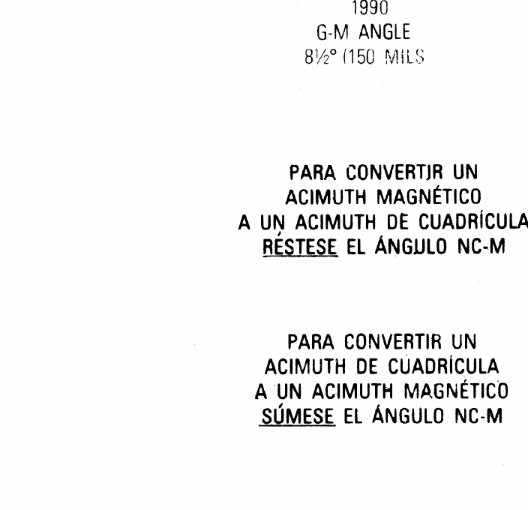 1990
G-M ANGLE
8½° (150 MILS
PARA CONVERTIR UN
ACIMUTH MAGNÉTICO
A UN ACIMUTH DE CUADRÍCULA
RÉSTESE EL ÁNGULO NC-M
PARA CONVERTIR UN
ACIMUTH DE CUADRÍCULA
A UN ACIMUTH MAGNÉTICO
SÚMESE EL ÁNGULO NC-M